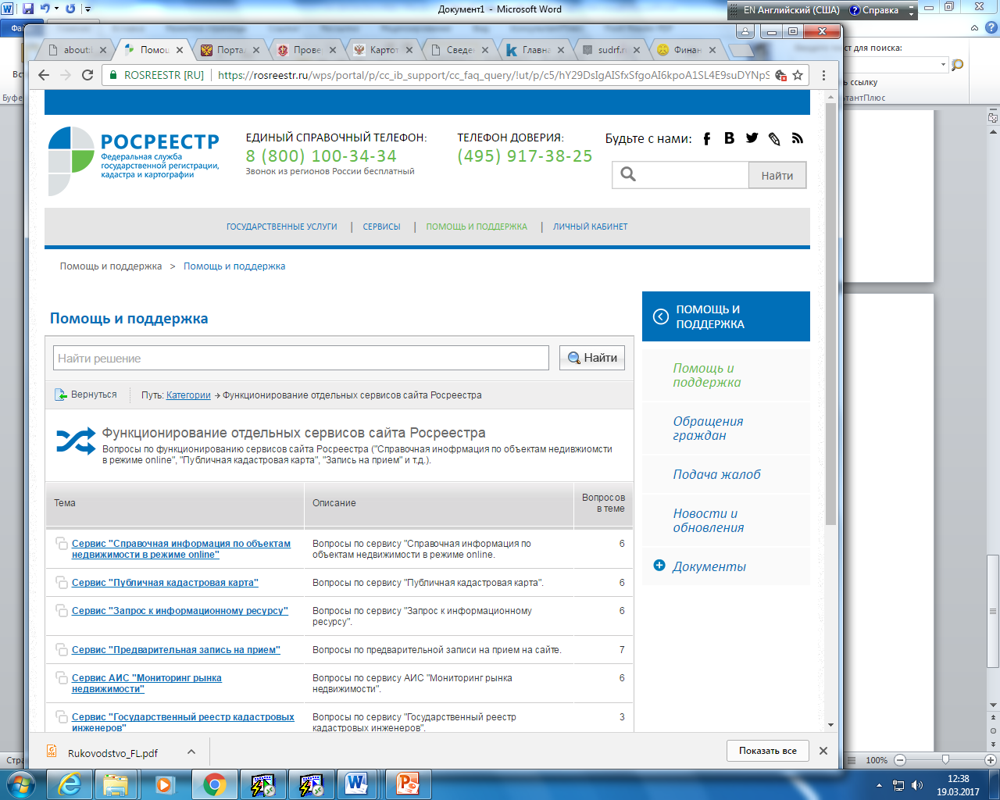 Документ1 - Microsoft Word
EN Английский (США)
Справка
about:
Помощ
Порта
Прове
Картот
Сведе
Главна
sudrf.r
Финан
ROSREESTR [RU]
https://rosreestr.ru/wps/portal/p/cc_ib_support/cc_faq_query/!ut/p/c5/hY29DsIgAISfxSfgoAI6kpoA1SL4E9suDYNpS
ст для поиска:
ь ссылку
тантПлюс
Вс
Буфе
РОСРЕЕСТР
Федеральная служба
государственной регистрации,
кадастра и картографии
ЕДИНЫЙ СПРАВОЧНЫЙ ТЕЛЕФОН:
8 (800) 100-34-34
Звонок из регионов России бесплатный
ТЕЛЕФОН ДОВЕРИЯ:
(495) 917-38-25
Будьте с нами:
Найти
ГОСУДАРСТВЕННЫЕ УСЛУГИ | СЕРВИСЫ | ПОМОЩЬ И ПОДДЕРЖКА | ЛИЧНЫЙ КАБИНЕТ
Помощь и поддержка > Помощь и поддержка
Помощь и поддержка
Найти решение
Найти
Вернуться
Путь: Категории → Функционирование отдельных сервисов сайта Росреестра
Функционирование отдельных сервисов сайта Росреестра
Вопросы по функционированию сервисов сайта Росреестра ("Справочная инофрмация по объектам недивжиомсти
в режиме online", "Публичная кадастровая карта", "Запись на прием" и т.д.).
Тема
Описание
Вопросов
в теме
Сервис "Справочная информация по объектам
недвижимости в режиме online"
Вопросы по сервису "Справочная информация по
объектам недвижимости в режиме online.
6
Сервис "Публичная кадастровая карта"
Вопросы по сервису "Публичная кадастровая карта".
6
Сервис "Запрос к информационному ресурсу"
Вопросы по сервису "Запрос к информационному
ресурсу".
6
Сервис "Предварительная запись на прием"
Вопросы по предварительной записи на прием на сайте.
7
Сервис АИС "Мониторинг рынка
недвижимости"
Вопросы по сервису АИС "Мониторинг рынка
недвижимости".
6
Сервис "Государственный реестр кадастровых
инженеров"
Вопросы по сервису "Государственный реестр
кадастровых инженеров".
3
ПОМОЩЬ И
ПОДДЕРЖКА
Помощь и
поддержка
Обращения
граждан
Подача жалоб
Новости и
обновления
Документы
Rukovodstvo_FL.pdf
Показать все
Стра
100%
12:38
19.03.2017